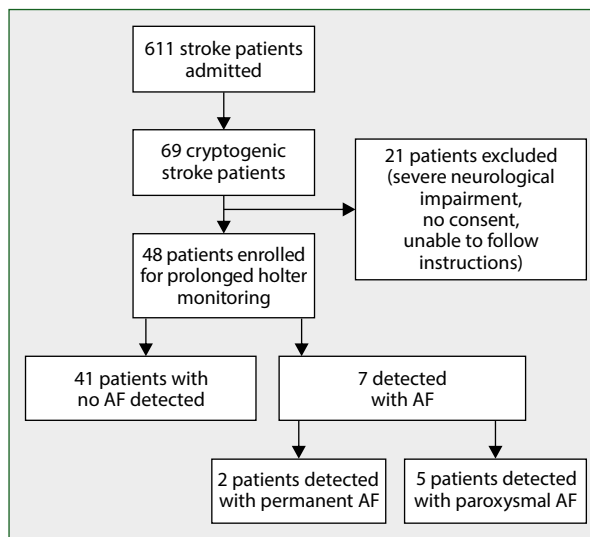 611 stroke patients
admitted
69 cryptogenic
stroke patients
21 patients excluded
(severe neurological
impairment,
no consent,
unable to follow
instructions)
48 patients enrolled
for prolonged holter
monitoring
41 patients with
no AF detected
7 detected
with AF
2 patients detected
with permanent AF
5 patients detected
with paroxysmal AF